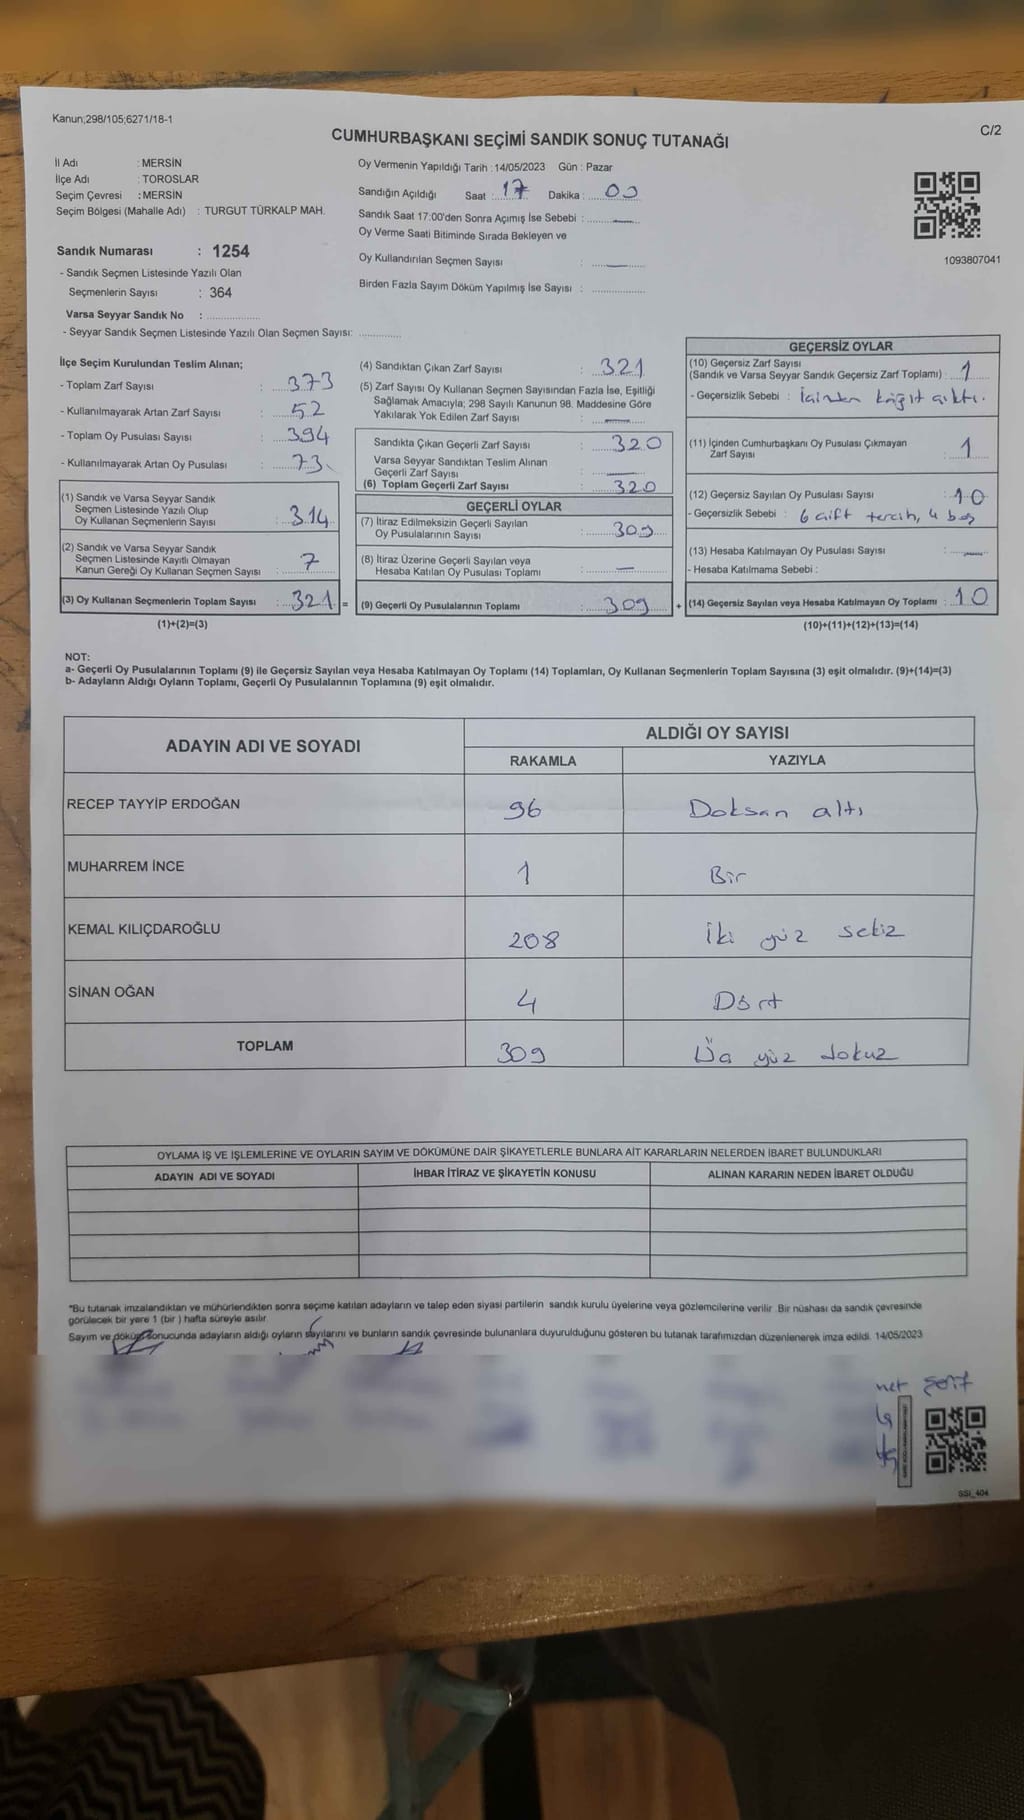 Kanun;298/105;6271/18-1
C/2
CUMHURBAŞKANI SEÇİMİ SANDIK SONUÇ TUTANAĞI
İl Adı : MERSİN
İlçe Adı : TOROSLAR
Seçim Çevresi : MERSİN
Seçim Bölgesi (Mahalle Adı) : TURGUT TÜRKALP MAH.
Oy Vermenin Yapıldığı Tarih : 14/05/2023 Gün : Pazar
Sandığın Açıldığı Saat : 17 Dakika : 00
Sandık Saat 17:00'den Sonra Açımış İse Sebebi : —
Oy Verme Saati Bitiminde Sırada Bekleyen ve
Oy Kullandırılan Seçmen Sayısı : —
Birden Fazla Sayım Döküm Yapılmış İse Sayısı :
1093807041
Sandık Numarası : 1254
- Sandık Seçmen Listesinde Yazılı Olan
Seçmenlerin Sayısı : 364
Varsa Seyyar Sandık No :
- Seyyar Sandık Seçmen Listesinde Yazılı Olan Seçmen Sayısı:
İlçe Seçim Kurulundan Teslim Alınan;
- Toplam Zarf Sayısı : 373
- Kullanılmayarak Artan Zarf Sayısı : 52
- Toplam Oy Pusulası Sayısı : 394
- Kullanılmayarak Artan Oy Pusulası : 73
(1) Sandık ve Varsa Seyyar Sandık
Seçmen Listesinde Yazılı Olup
Oy Kullanan Seçmenlerin Sayısı : 314
(2) Sandık ve Varsa Seyyar Sandık
Seçmen Listesinde Kayıtlı Olmayan
Kanun Gereği Oy Kullanan Seçmen Sayısı : 7
(3) Oy Kullanan Seçmenlerin Toplam Sayısı : 321 =
(1)+(2)=(3)
(4) Sandıktan Çıkan Zarf Sayısı : 321
(5) Zarf Sayısı Oy Kullanan Seçmen Sayısından Fazla İse, Eşitliği
Sağlamak Amacıyla; 298 Sayılı Kanunun 98. Maddesine Göre
Yakılarak Yok Edilen Zarf Sayısı : —
Sandıkta Çıkan Geçerli Zarf Sayısı : 320
Varsa Seyyar Sandıktan Teslim Alınan
Geçerli Zarf Sayısı : —
(6) Toplam Geçerli Zarf Sayısı : 320
GEÇERLİ OYLAR
(7) İtiraz Edilmeksizin Geçerli Sayılan
Oy Pusulalarının Sayısı : 309
(8) İtiraz Üzerine Geçerli Sayılan veya
Hesaba Katılan Oy Pusulası Toplamı : —
(9) Geçerli Oy Pusulalarının Toplamı : 309 +
GEÇERSİZ OYLAR
(10) Geçersiz Zarf Sayısı
(Sandık ve Varsa Seyyar Sandık Geçersiz Zarf Toplamı) : 1
- Geçersizlik Sebebi : İçinden kağıt çıktı.
(11) İçinden Cumhurbaşkanı Oy Pusulası Çıkmayan
Zarf Sayısı : 1
(12) Geçersiz Sayılan Oy Pusulası Sayısı : 10
- Geçersizlik Sebebi : 6 çift tercih, 4 boş
(13) Hesaba Katılmayan Oy Pusulası Sayısı : —
- Hesaba Katılmama Sebebi :
(14) Geçersiz Sayılan veya Hesaba Katılmayan Oy Toplamı : 10
(10)+(11)+(12)+(13)=(14)
NOT:
a- Geçerli Oy Pusulalarının Toplamı (9) ile Geçersiz Sayılan veya Hesaba Katılmayan Oy Toplamı (14) Toplamları, Oy Kullanan Seçmenlerin Toplam Sayısına (3) eşit olmalıdır. (9)+(14)=(3)
b- Adayların Aldığı Oyların Toplamı, Geçerli Oy Pusulalarının Toplamına (9) eşit olmalıdır.
ADAYIN ADI VE SOYADI
ALDIĞI OY SAYISI
RAKAMLA YAZIYLA
RECEP TAYYİP ERDOĞAN 96 Doksan altı
MUHARREM İNCE 1 Bir
KEMAL KILIÇDAROĞLU 208 İki yüz sekiz
SİNAN OĞAN 4 Dört
TOPLAM 309 Üç yüz dokuz
OYLAMA İŞ VE İŞLEMLERİNE VE OYLARIN SAYIM VE DÖKÜMÜNE DAİR ŞİKAYETLERLE BUNLARA AİT KARARLARIN NELERDEN İBARET BULUNDUKLARI
ADAYIN ADI VE SOYADI İHBAR İTİRAZ VE ŞİKAYETİN KONUSU ALINAN KARARIN NEDEN İBARET OLDUĞU
*Bu tutanak imzalandıktan ve mühürlendikten sonra seçime katılan adayların ve talep eden siyasi partilerin sandık kurulu üyelerine veya gözlemcilerine verilir. Bir nüshası da sandık çevresinde
görülecek bir yere 1 (bir ) hafta süreyle asılır.
Sayım ve döküm sonucunda adayların aldığı oyların sayılarını ve bunların sandık çevresinde bulunanlara duyurulduğunu gösteren bu tutanak tarafımızdan düzenlenerek imza edildi. 14/05/2023
SSI_404